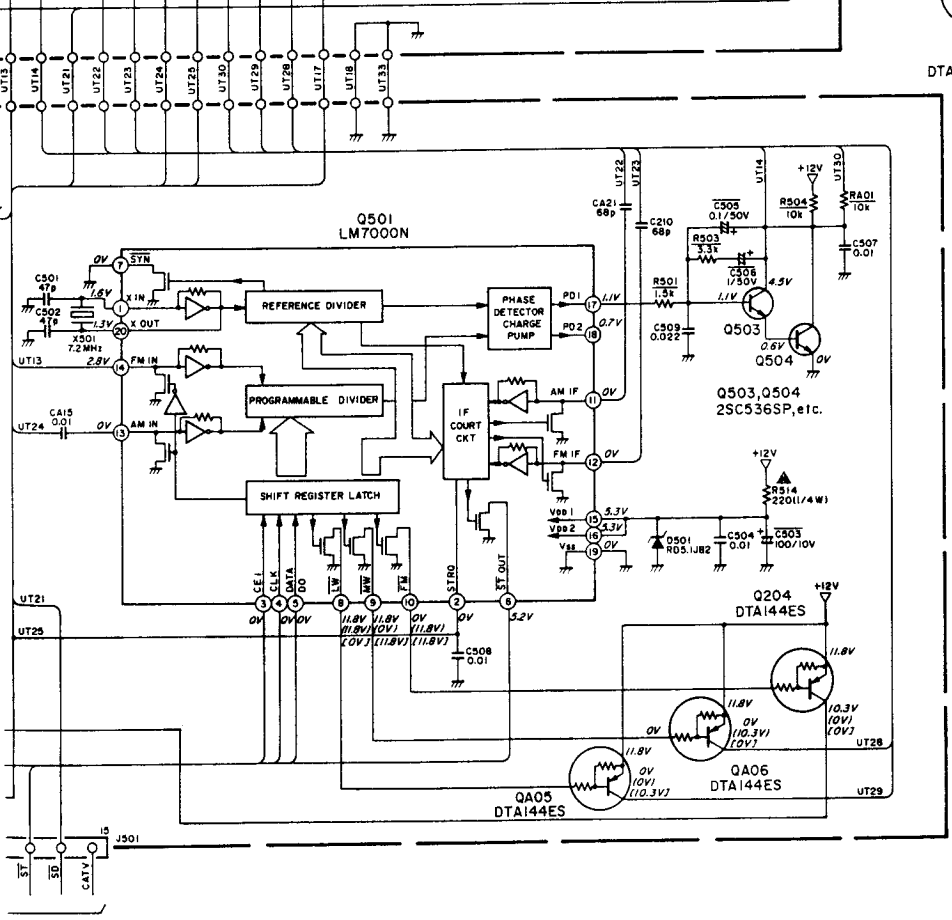 UT13
UT14
UT21
UT22
UT23
UT24
UT25
UT30
UT29
UT28
UT17
UT18
UT33
DTA
UT22
UT23
UT14
+12V
UT30
CA21
68p
C210
68p
C505
0.1/50V
R504
10k
RA01
10k
R503
3.3k
C506
1/50V
C507
0.01
Q501
LM7000N
0V
7
SYN
C501
47p
1.6V
1
X IN
C502
47p
1.3V
20
X OUT
X501
7.2MHz
REFERENCE DIVIDER
PHASE
DETECTOR
CHARGE
PUMP
PD1
17
1.1V
R501
1.5k
1.1V
4.5V
PD2
18
0.7V
C509
0.022
Q503
0.6V
Q504
0V
UT13
2.8V
14
FM IN
PROGRAMMABLE DIVIDER
UT24
CA15
0.01
0V
13
AM IN
IF
COURT
CKT
AM IF
11
0V
FM IF
12
0V
Q503,Q504
2SC536SP,etc.
SHIFT REGISTER LATCH
+12V
R514
220(1/4W)
VDD1
15
5.3V
VDD2
16
5.3V
VSS
19
0V
D501
RD5.1JB2
C504
0.01
C503
100/10V
CE1
CLK
DATA
DO
LW
MW
FM
STRQ
ST OUT
3
4
5
8
9
10
2
6
0V
0V
0V
11.8V
11.8V
0V
0V
5.2V
(11.8V)
(0V)
(11.8V)
[0V]
[11.8V]
[11.8V]
UT21
UT25
C508
0.01
Q204
DTA144ES
+12V
11.8V
10.3V
(0V)
[0V]
11.8V
0V
0V
(10.3V)
[0V]
UT28
QA06
DTA144ES
11.8V
0V
(0V)
[10.3V]
UT29
QA05
DTA144ES
15
J501
ST
SD
CATV